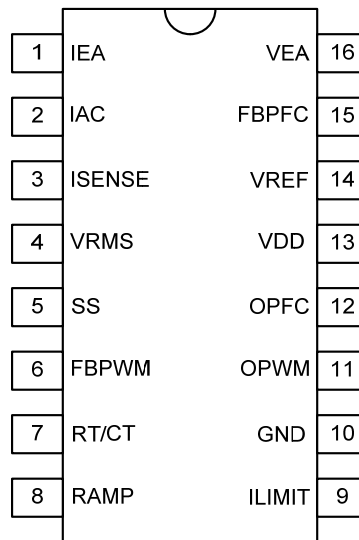 1 IEA VEA 16
2 IAC FBPFC 15
3 ISENSE VREF 14
4 VRMS VDD 13
5 SS OPFC 12
6 FBPWM OPWM 11
7 RT/CT GND 10
8 RAMP ILIMIT 9